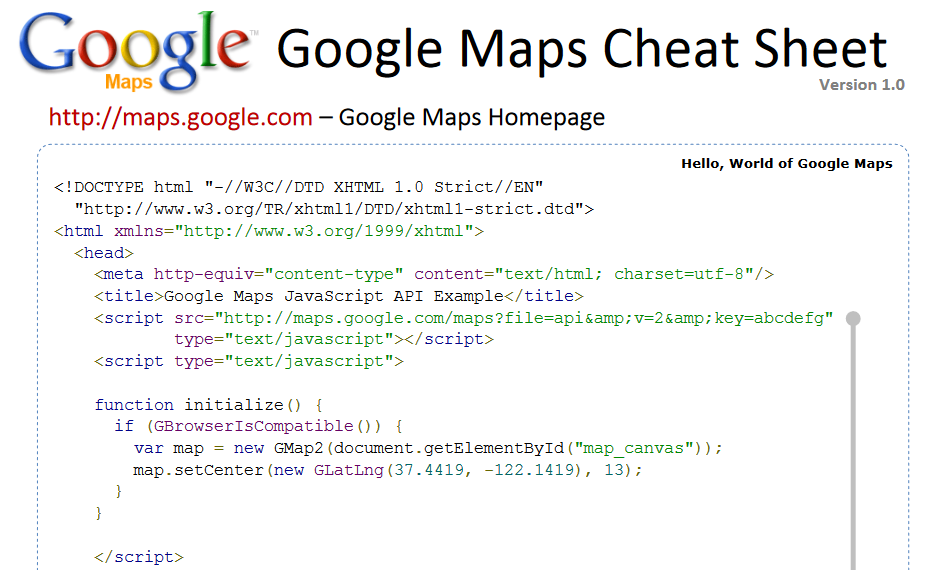 Google™
Maps
Google Maps Cheat Sheet
Version 1.0
http://maps.google.com – Google Maps Homepage
Hello, World of Google Maps
<!DOCTYPE html "-//W3C//DTD XHTML 1.0 Strict//EN"
"http://www.w3.org/TR/xhtml1/DTD/xhtml1-strict.dtd">
<html xmlns="http://www.w3.org/1999/xhtml">
<head>
<meta http-equiv="content-type" content="text/html; charset=utf-8"/>
<title>Google Maps JavaScript API Example</title>
<script src="http://maps.google.com/maps?file=api&amp;v=2&amp;key=abcdefg"
type="text/javascript"></script>
<script type="text/javascript">
function initialize() {
if (GBrowserIsCompatible()) {
var map = new GMap2(document.getElementById("map_canvas"));
map.setCenter(new GLatLng(37.4419, -122.1419), 13);
}
}
</script>